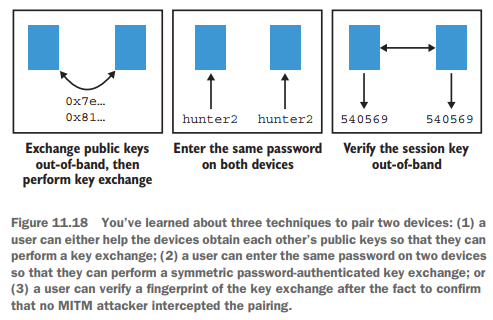 0x7e…
0x81…
hunter2 hunter2
540569 540569
Exchange public keys
out-of-band, then
perform key exchange
Enter the same password
on both devices
Verify the session key
out-of-band
Figure 11.18 You’ve learned about three techniques to pair two devices: (1) a
user can either help the devices obtain each other’s public keys so that they can
perform a key exchange; (2) a user can enter the same password on two devices
so that they can perform a symmetric password-authenticated key exchange; or
(3) a user can verify a fingerprint of the key exchange after the fact to confirm
that no MITM attacker intercepted the pairing.